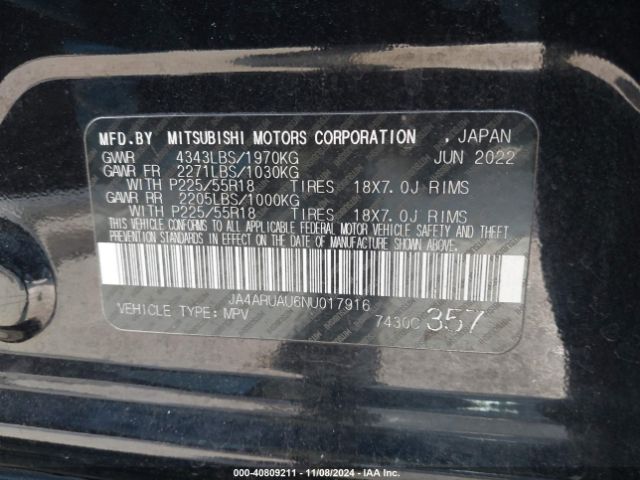 MFD.BY MITSUBISHI MOTORS CORPORATION , JAPAN
GWWR 4343LBS/1970KG JUN 2022
GAWR FR 2271LBS/1030KG
WITH P225/55R18 TIRES 18X7.0J RIMS
GAWR RR 2205LBS/1000KG
WITH P225/55R18 TIRES 18X7.0J RIMS
THIS VEHICLE CONFORMS TO ALL APPLICABLE FEDERAL MOTOR VEHICLE SAFETY AND THEFT
PREVENTION STANDARDS IN EFFECT ON THE DATE OF MANUFACTURE SHOWN ABOVE.
JA4ARUAU6NU017916
VEHICLE TYPE: MPV 7430C 357
000-40809211 - 11/08/2024 - IAA Inc.